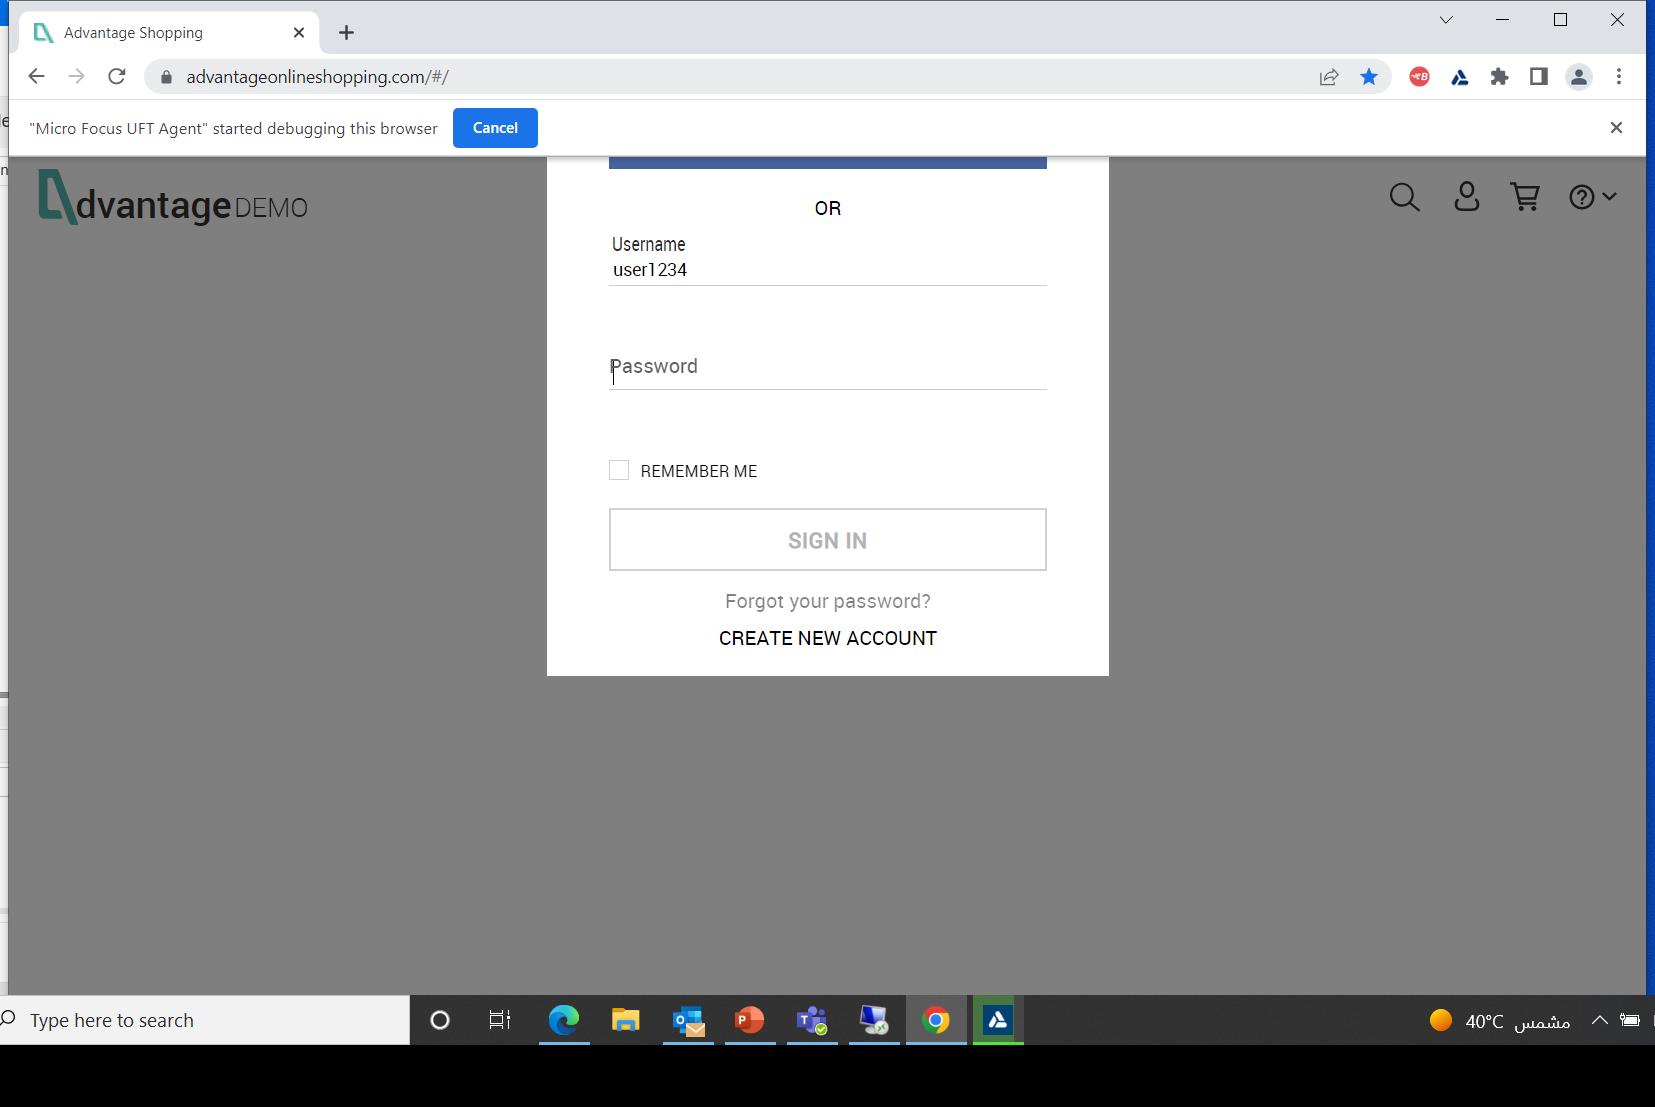 Advantage Shopping
advantageonlineshopping.com/#/
"Micro Focus UFT Agent" started debugging this browser
Cancel
Advantage DEMO
OR
Username
user1234
Password
REMEMBER ME
SIGN IN
Forgot your password?
CREATE NEW ACCOUNT
Type here to search
40°C مشمس